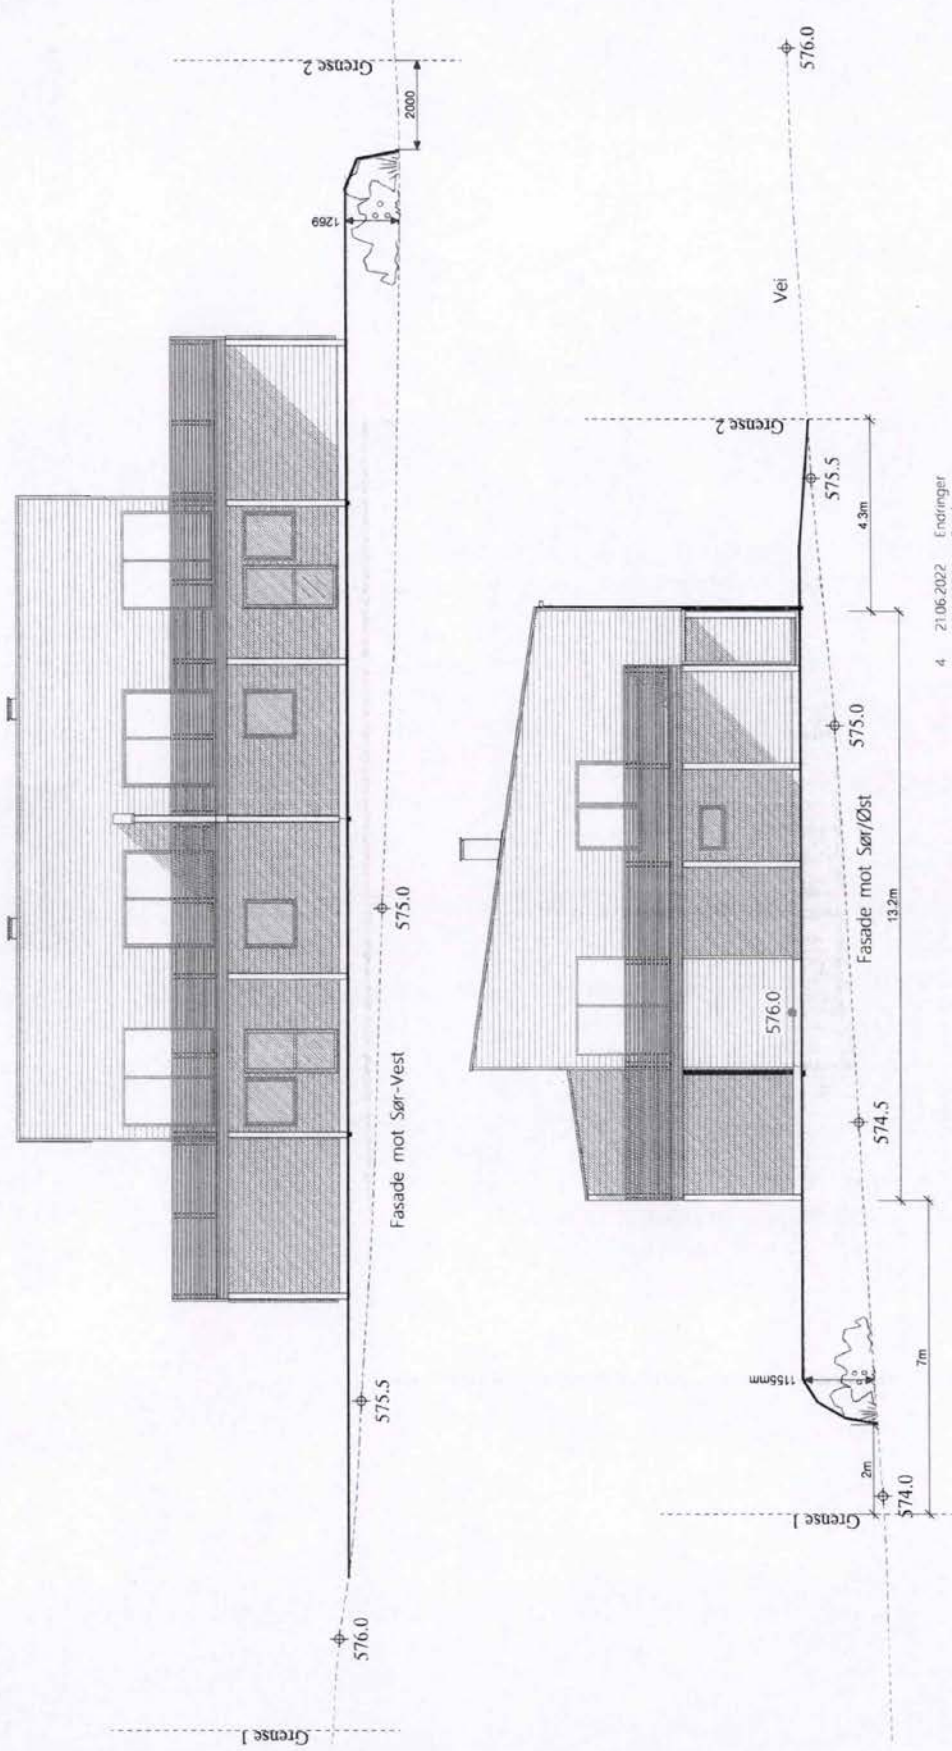 Grense 1
576.0
575.5
Fasade mot Sør-Vest
575.0
1269
2000
Grense 2
Grense 1
2m
574.0
7m
1155mm
574.5
576.0
13.2m
Fasade mot Sør/Øst
575.0
4.3m
575.5
Grense 2
Vei
576.0
4 21.06.2022 Endringer